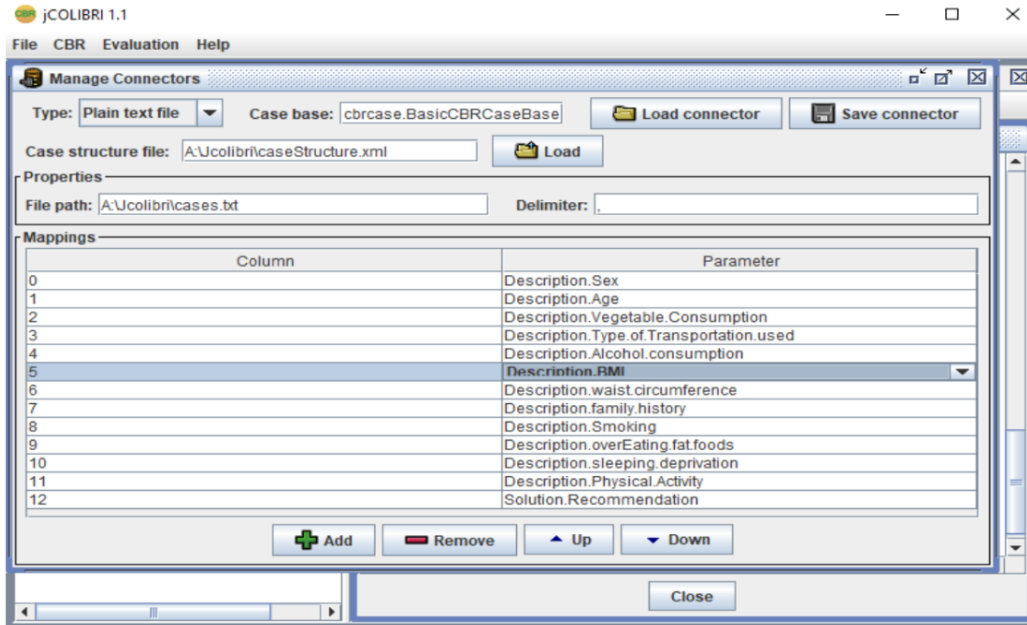 CBR jCOLIBRI 1.1
File CBR Evaluation Help
Manage Connectors
Type: Plain text file Case base: cbrcase.BasicCBRCaseBase Load connector Save connector
Case structure file: A:\Jcolibri\caseStructure.xml Load
Properties
File path: A:\Jcolibri\cases.txt Delimiter: ,
Mappings
Column Parameter
0 Description.Sex
1 Description.Age
2 Description.Vegetable.Consumption
3 Description.Type.of.Transportation.used
4 Description.Alcohol.consumption
5 Description.BMI
6 Description.waist.circumference
7 Description.family.history
8 Description.Smoking
9 Description.overEating.fat.foods
10 Description.sleeping.deprivation
11 Description.Physical.Activity
12 Solution.Recommendation
Add Remove Up Down
Close